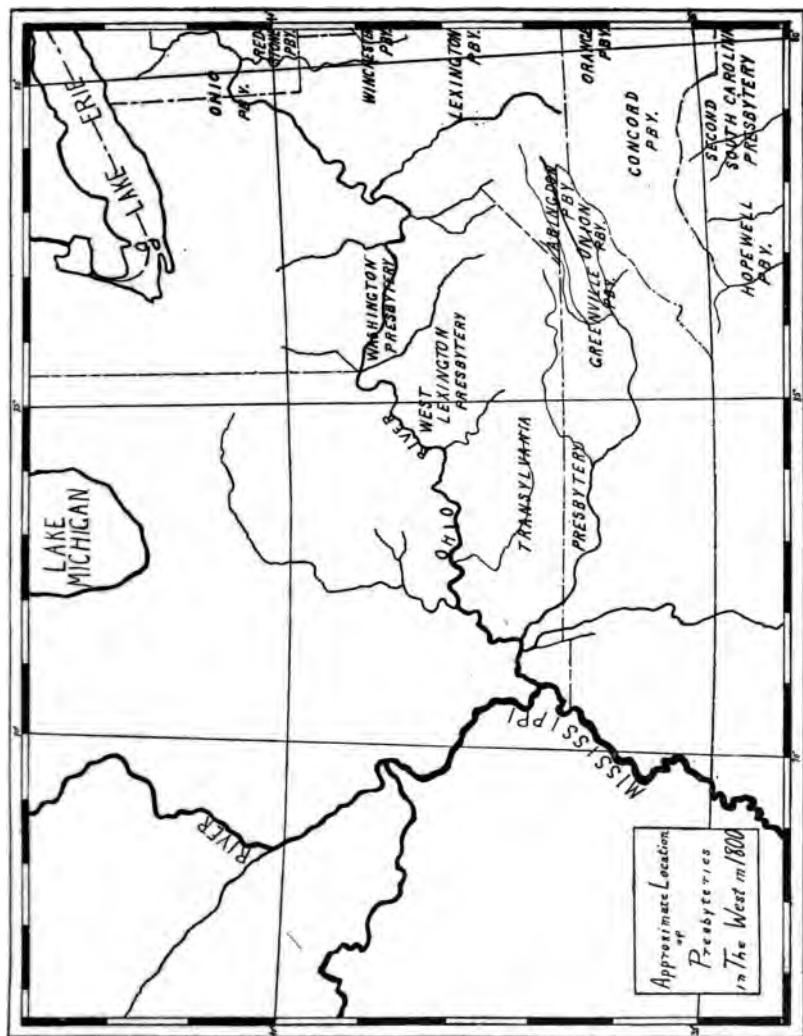 LAKE
MICHIGAN
LAKE ERIE
OHIO
PBY.
RED
STONE
PBY.
WINCHESTER
PBY.
LEXINGTON
PBY.
ORANGE
PBY.
CONCORD
PBY.
SECOND
SOUTH CAROLINA
PRESBYTERY
HOPEWELL
PBY.
ABINGDON
PBY.
UNION
PBY.
GREENVILLE
PBY.
WASHINGTON
PRESBYTERY
WEST
LEXINGTON
PRESBYTERY
TRANSYLVANIA
PRESBYTERY
OHIO
RIVER
MISSISSIPPI
RIVER
Approximate Location
of
Presbyteries
in The West in 1800